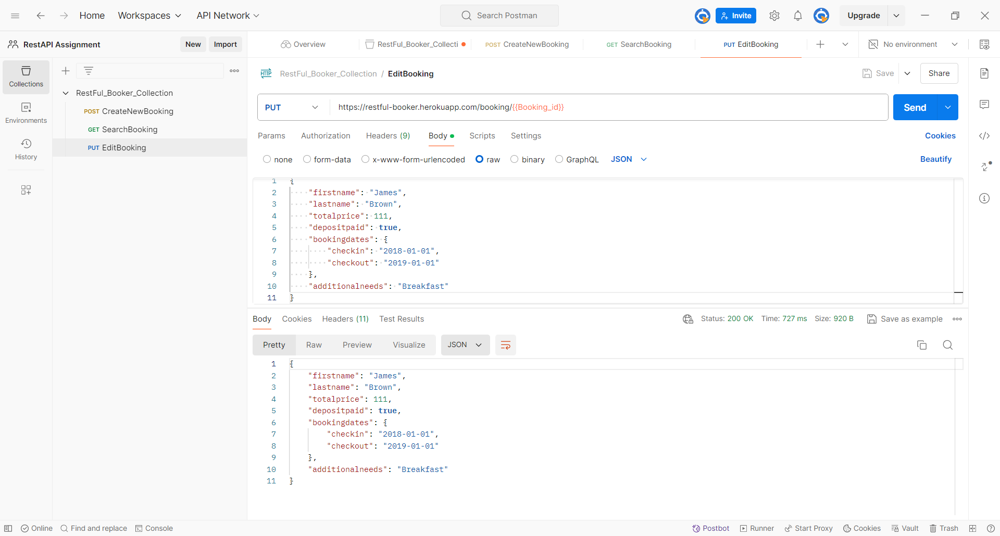 Home Workspaces API Network Search Postman Invite Upgrade
RestAPI Assignment New Import Overview RestFul_Booker_Collecti POST CreateNewBooking GET SearchBooking PUT EditBooking No environment
Collections
Environments
History
RestFul_Booker_Collection
POST CreateNewBooking
GET SearchBooking
PUT EditBooking
HTTP RestFul_Booker_Collection / EditBooking Save Share
PUT https://restful-booker.herokuapp.com/booking/{{Booking_id}} Send
Params Authorization Headers (9) Body Scripts Settings Cookies
none form-data x-www-form-urlencoded raw binary GraphQL JSON Beautify
1 {
2 "firstname": "James",
3 "lastname": "Brown",
4 "totalprice": 111,
5 "depositpaid": true,
6 "bookingdates": {
7 "checkin": "2018-01-01",
8 "checkout": "2019-01-01"
9 },
10 "additionalneeds": "Breakfast"
11 }
Body Cookies Headers (11) Test Results Status: 200 OK Time: 727 ms Size: 920 B Save as example
Pretty Raw Preview Visualize JSON
1 {
2 "firstname": "James",
3 "lastname": "Brown",
4 "totalprice": 111,
5 "depositpaid": true,
6 "bookingdates": {
7 "checkin": "2018-01-01",
8 "checkout": "2019-01-01"
9 },
10 "additionalneeds": "Breakfast"
11 }
Online Find and replace Console Postbot Runner Start Proxy Cookies Vault Trash